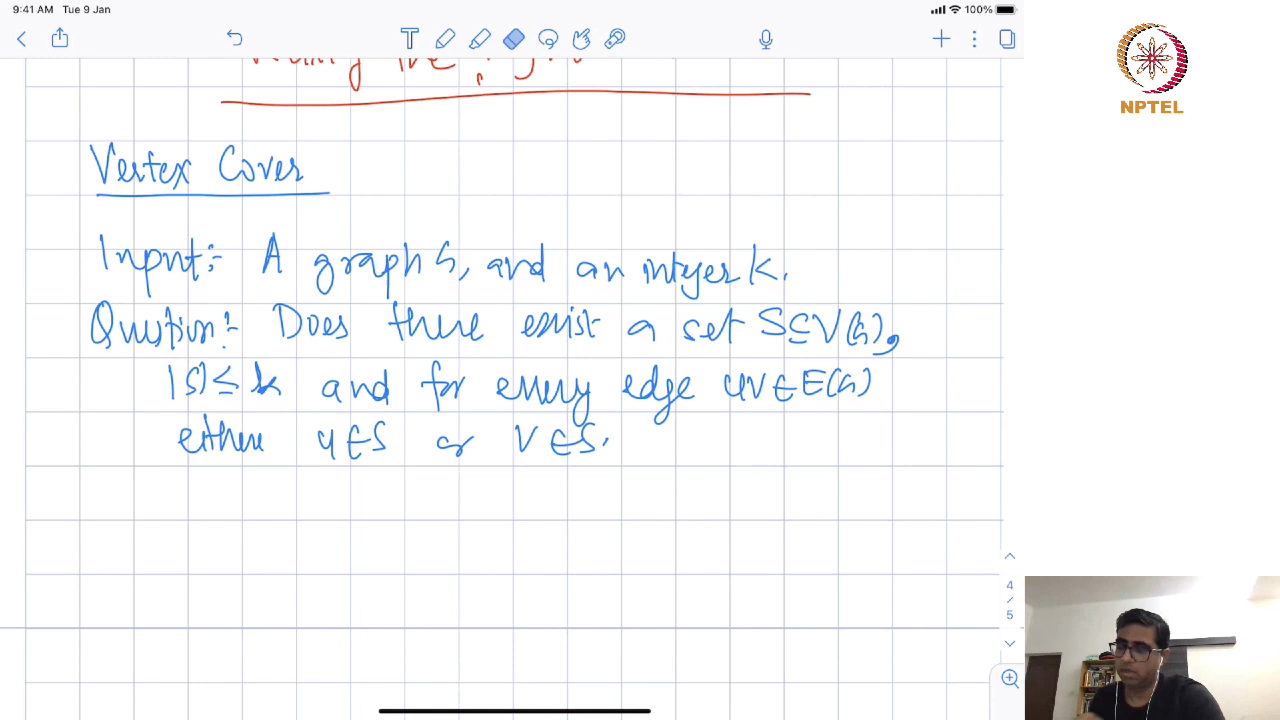 9:41 AM Tue 9 Jan
100%
NPTEL
Vertex Cover
Input:- A graph G, and an integer k.
Question:- Does there exist a set S⊆V(G),
|S|≤k and for every edge uv∈E(G)
either u∈S or v∈S.
4
/
5